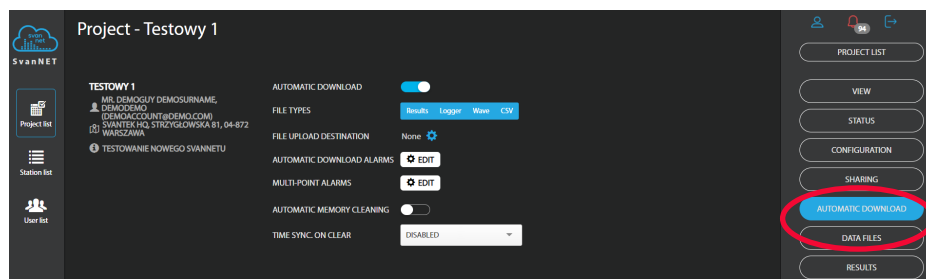 svan
net
SvanNET
Project list
Station list
User list
Project - Testowy 1
TESTOWY 1
MR. DEMOGUY DEMOSURNAME,
DEMODEMO
(DEMOACCOUNT@DEMO.COM)
SVANTEK HQ, STRZYGŁOWSKA 81, 04-872
WARSZAWA
TESTOWANIE NOWEGO SVANNETU
AUTOMATIC DOWNLOAD
FILE TYPES
Results Logger Wave CSV
FILE UPLOAD DESTINATION
None
AUTOMATIC DOWNLOAD ALARMS
EDIT
MULTI-POINT ALARMS
EDIT
AUTOMATIC MEMORY CLEANING
TIME SYNC. ON CLEAR
DISABLED
94
PROJECT LIST
VIEW
STATUS
CONFIGURATION
SHARING
AUTOMATIC DOWNLOAD
DATA FILES
RESULTS